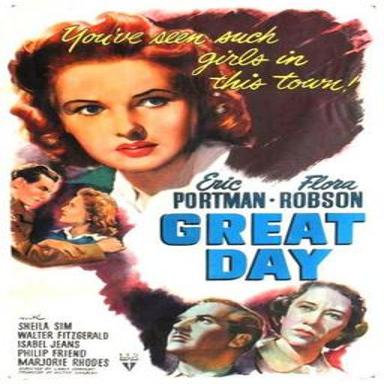 You've seen such
girls in
this town!
Eric Flora
PORTMAN · ROBSON
GREAT
DAY
with
SHEILA SIM
WALTER FITZGERALD
ISABEL JEANS
PHILIP FRIEND
MARJORIE RHODES